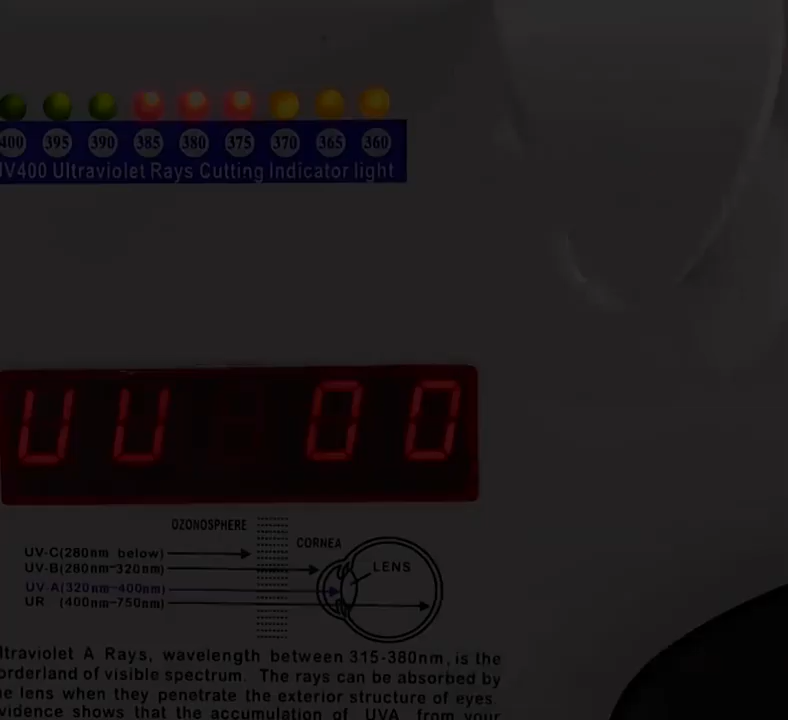 400 395 390 385 380 375 370 365 360
UV400 Ultraviolet Rays Cutting Indicator light
UU 00
OZONOSPHERE
CORNEA
LENS
UV-C(280nm below)
UV-B(280nm-320nm)
UV-A(320nm-400nm)
UR (400nm-750nm)
ltraviolet A Rays, wavelength between 315-380nm, is the
orderland of visible spectrum. The rays can be absorbed by
e lens when they penetrate the exterior structure of eyes.
vidence shows that the accumulation of UVA from your